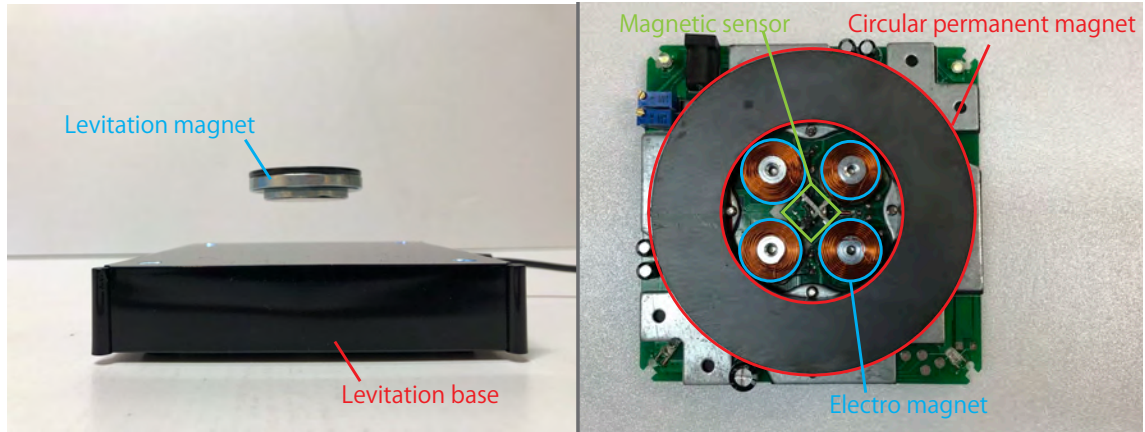 Levitation magnet
Levitation base
Magnetic sensor
Circular permanent magnet
Electro magnet